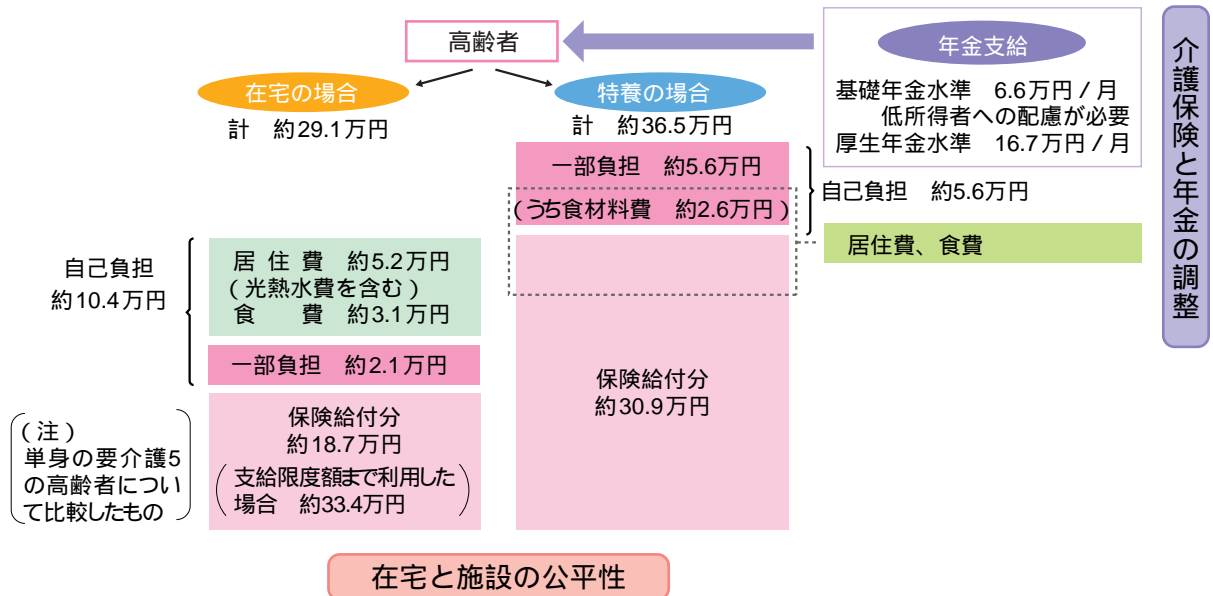 高齢者
年金支給
基礎年金水準 6.6万円/月
低所得者への配慮が必要
厚生年金水準 16.7万円/月
介護保険と年金の調整
在宅の場合
計 約29.1万円
特養の場合
計 約36.5万円
一部負担 約5.6万円
(うち食材料費 約2.6万円)
自己負担 約5.6万円
居住費、食費
自己負担
約10.4万円
居住費 約5.2万円
(光熱水費を含む)
食費 約3.1万円
一部負担 約2.1万円
保険給付分
約18.7万円
(支給限度額まで利用した
場合 約33.4万円)
保険給付分
約30.9万円
(注)
単身の要介護5
の高齢者につい
て比較したもの
在宅と施設の公平性